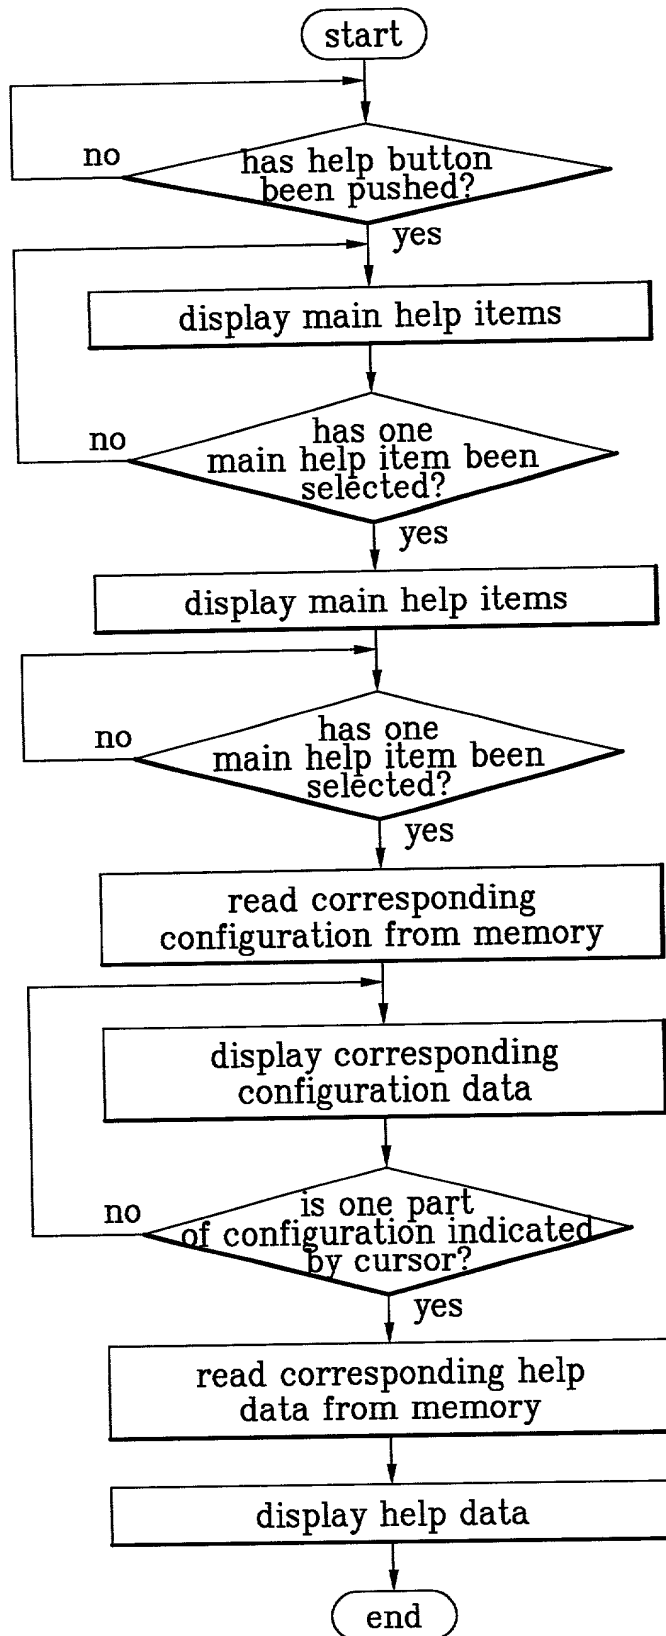 start
no
has help button
been pushed?
yes
display main help items
no
has one
main help item been
selected?
yes
display main help items
no
has one
main help item been
selected?
yes
read corresponding
configuration from memory
display corresponding
configuration data
no
is one part
of configuration indicated
by cursor?
yes
read corresponding help
data from memory
display help data
end